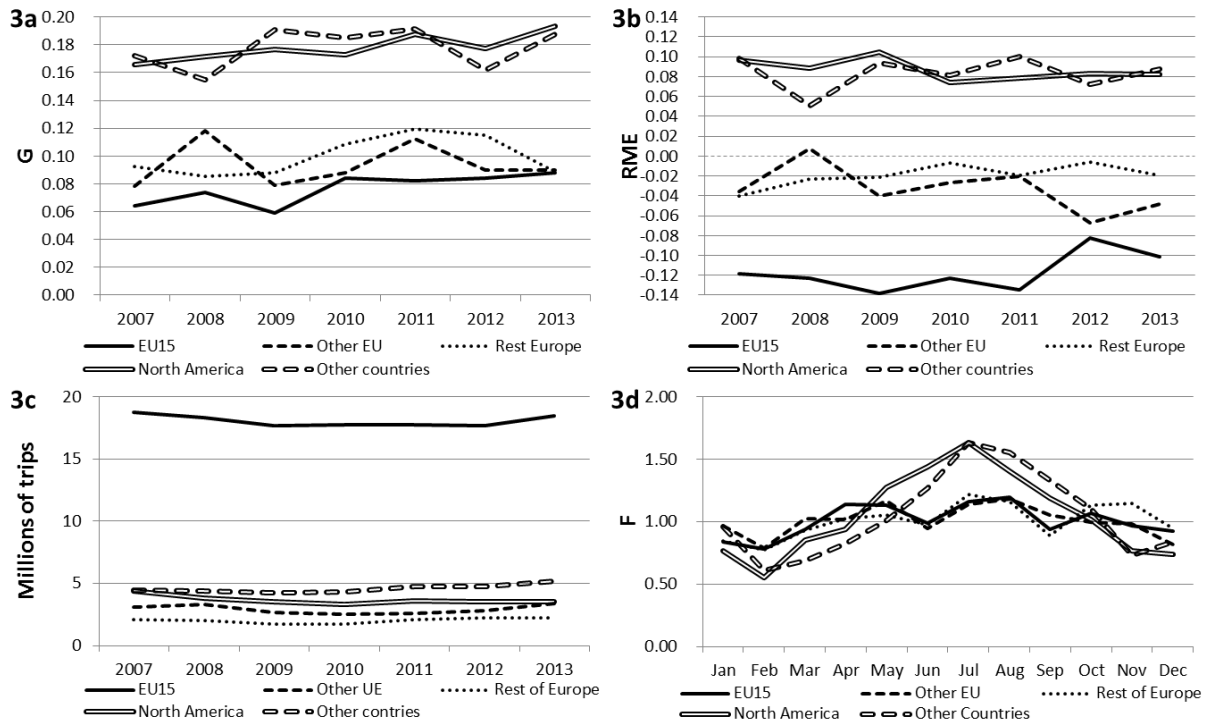 3a
0.20
0.18
0.16
0.14
0.12
0.10
0.08
0.06
0.04
0.02
0.00
G
2007 2008 2009 2010 2011 2012 2013
EU15 Other EU Rest Europe
North America Other countries
3b
0.14
0.12
0.10
0.08
0.06
0.04
0.02
0.00
-0.02
-0.04
-0.06
-0.08
-0.10
-0.12
-0.14
RME
2007 2008 2009 2010 2011 2012 2013
EU15 Other EU Rest Europe
North America Other countries
3c
20
15
10
5
0
Millions of trips
2007 2008 2009 2010 2011 2012 2013
EU15 Other UE Rest of Europe
North America Other contries
3d
2.00
1.50
1.00
0.50
0.00
F
Jan Feb Mar Apr May Jun Jul Aug Sep Oct Nov Dec
EU15 Other EU Rest of Europe
North America Other Countries